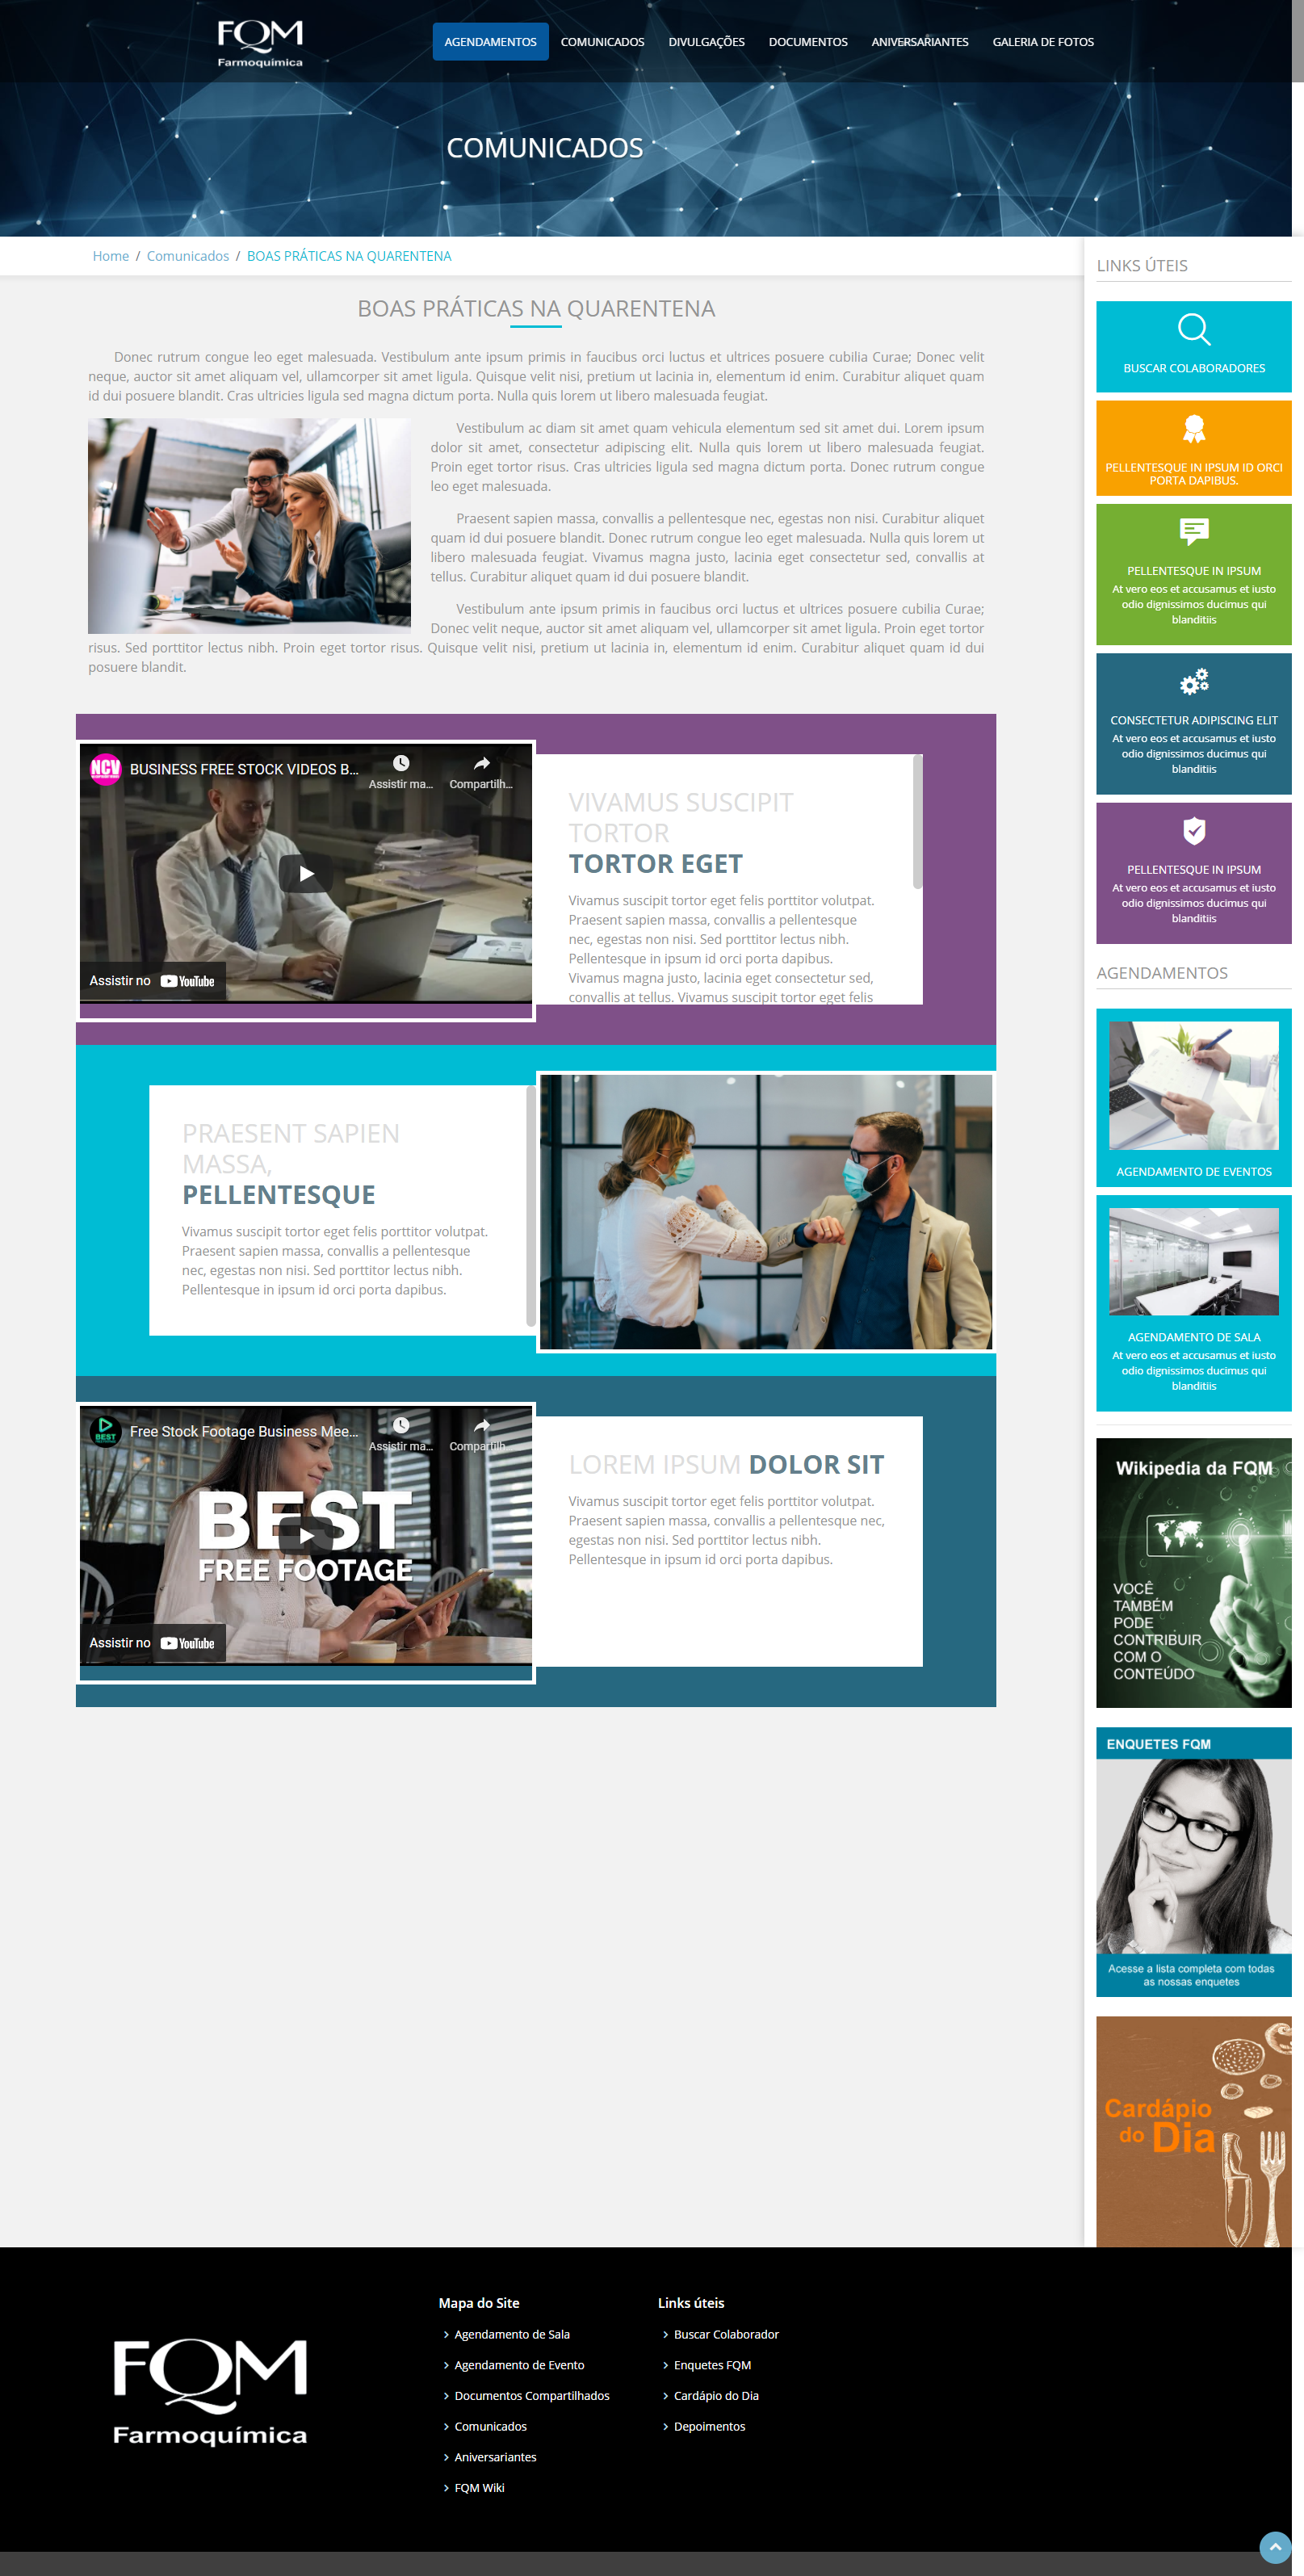 FQM
Farmoquímica
AGENDAMENTOS
COMUNICADOS
DIVULGAÇÕES
DOCUMENTOS
ANIVERSARIANTES
GALERIA DE FOTOS
COMUNICADOS
Home / Comunicados / BOAS PRÁTICAS NA QUARENTENA
BOAS PRÁTICAS NA QUARENTENA
Donec rutrum congue leo eget malesuada. Vestibulum ante ipsum primis in faucibus orci luctus et ultrices posuere cubilia Curae; Donec velit
neque, auctor sit amet aliquam vel, ullamcorper sit amet ligula. Quisque velit nisi, pretium ut lacinia in, elementum id enim. Curabitur aliquet quam
id dui posuere blandit. Cras ultricies ligula sed magna dictum porta. Nulla quis lorem ut libero malesuada feugiat.
Vestibulum ac diam sit amet quam vehicula elementum sed sit amet dui. Lorem ipsum
dolor sit amet, consectetur adipiscing elit. Nulla quis lorem ut libero malesuada feugiat.
Proin eget tortor risus. Cras ultricies ligula sed magna dictum porta. Donec rutrum congue
leo eget malesuada.
Praesent sapien massa, convallis a pellentesque nec, egestas non nisi. Curabitur aliquet
quam id dui posuere blandit. Donec rutrum congue leo eget malesuada. Nulla quis lorem ut
libero malesuada feugiat. Vivamus magna justo, lacinia eget consectetur sed, convallis at
tellus. Curabitur aliquet quam id dui posuere blandit.
Vestibulum ante ipsum primis in faucibus orci luctus et ultrices posuere cubilia Curae;
Donec velit neque, auctor sit amet aliquam vel, ullamcorper sit amet ligula. Proin eget tortor
risus. Sed porttitor lectus nibh. Proin eget tortor risus. Quisque velit nisi, pretium ut lacinia in, elementum id enim. Curabitur aliquet quam id dui
posuere blandit.
NCV
BUSINESS FREE STOCK VIDEOS B...
Assistir ma...
Compartilh...
Assistir no YouTube
VIVAMUS SUSCIPIT
TORTOR
TORTOR EGET
Vivamus suscipit tortor eget felis porttitor volutpat.
Praesent sapien massa, convallis a pellentesque
nec, egestas non nisi. Sed porttitor lectus nibh.
Pellentesque in ipsum id orci porta dapibus.
Vivamus magna justo, lacinia eget consectetur sed,
convallis at tellus. Vivamus suscipit tortor eget felis
PRAESENT SAPIEN
MASSA,
PELLENTESQUE
Vivamus suscipit tortor eget felis porttitor volutpat.
Praesent sapien massa, convallis a pellentesque
nec, egestas non nisi. Sed porttitor lectus nibh.
Pellentesque in ipsum id orci porta dapibus.
BEST
Free Stock Footage Business Mee...
Assistir ma...
Compartilh...
BEST
FREE FOOTAGE
Assistir no YouTube
LOREM IPSUM DOLOR SIT
Vivamus suscipit tortor eget felis porttitor volutpat.
Praesent sapien massa, convallis a pellentesque nec,
egestas non nisi. Sed porttitor lectus nibh.
Pellentesque in ipsum id orci porta dapibus.
LINKS ÚTEIS
BUSCAR COLABORADORES
PELLENTESQUE IN IPSUM ID ORCI
PORTA DAPIBUS.
PELLENTESQUE IN IPSUM
At vero eos et accusamus et iusto
odio dignissimos ducimus qui
blanditiis
CONSECTETUR ADIPISCING ELIT
At vero eos et accusamus et iusto
odio dignissimos ducimus qui
blanditiis
PELLENTESQUE IN IPSUM
At vero eos et accusamus et iusto
odio dignissimos ducimus qui
blanditiis
AGENDAMENTOS
AGENDAMENTO DE EVENTOS
AGENDAMENTO DE SALA
At vero eos et accusamus et iusto
odio dignissimos ducimus qui
blanditiis
Wikipedia da FQM
VOCÊ
TAMBÉM
PODE
CONTRIBUIR
COM O
CONTEÚDO
ENQUETES FQM
Acesse a lista completa com todas
as nossas enquetes
Cardápio
do Dia
FQM
Farmoquímica
Mapa do Site
Agendamento de Sala
Agendamento de Evento
Documentos Compartilhados
Comunicados
Aniversariantes
FQM Wiki
Links úteis
Buscar Colaborador
Enquetes FQM
Cardápio do Dia
Depoimentos